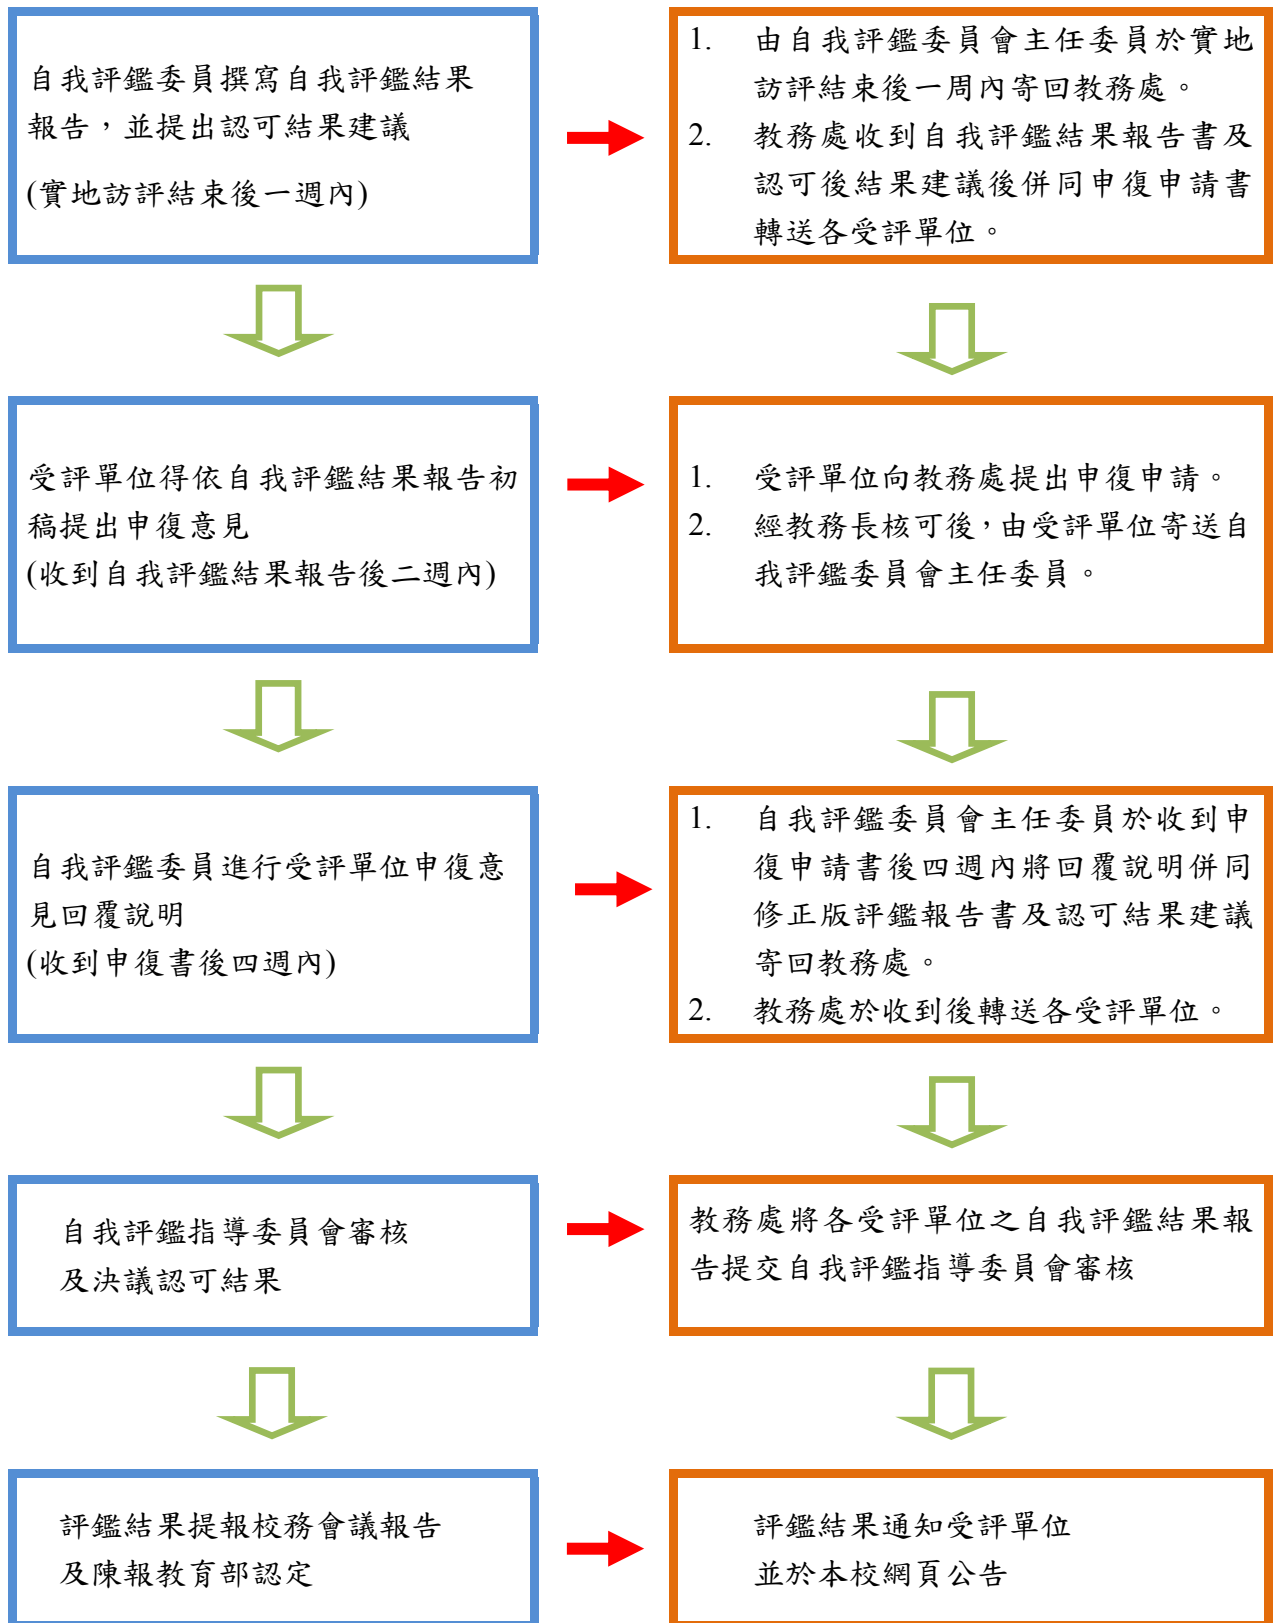 自我評鑑委員撰寫自我評鑑結果
報告，並提出認可結果建議
(實地訪評結束後一週內)
1. 由自我評鑑委員會主任委員於實地
訪評結束後一周內寄回教務處。
2. 教務處收到自我評鑑結果報告書及
認可後結果建議後併同申復申請書
轉送各受評單位。
受評單位得依自我評鑑結果報告初
稿提出申復意見
(收到自我評鑑結果報告後二週內)
1. 受評單位向教務處提出申復申請。
2. 經教務長核可後，由受評單位寄送自
我評鑑委員會主任委員。
自我評鑑委員進行受評單位申復意
見回覆說明
(收到申復書後四週內)
1. 自我評鑑委員會主任委員於收到申
復申請書後四週內將回覆說明併同
修正版評鑑報告書及認可結果建議
寄回教務處。
2. 教務處於收到後轉送各受評單位。
自我評鑑指導委員會審核
及決議認可結果
教務處將各受評單位之自我評鑑結果報
告提交自我評鑑指導委員會審核
評鑑結果提報校務會議報告
及陳報教育部認定
評鑑結果通知受評單位
並於本校網頁公告